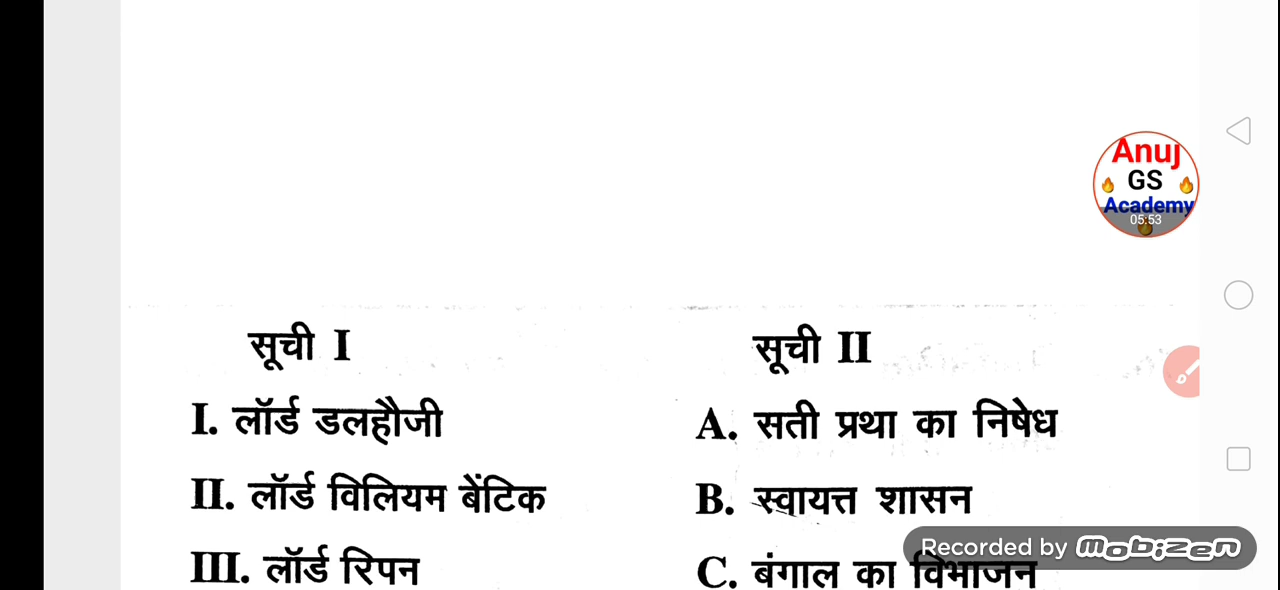 Anuj
GS
Academy
05:53
सूची I
सूची II
I. लॉर्ड डलहौजी
A. सती प्रथा का निषेध
II. लॉर्ड विलियम बेंटिक
B. स्वायत्त शासन
III. लॉर्ड रिपन
C. बंगाल का विभाजन
Recorded by Mobizen